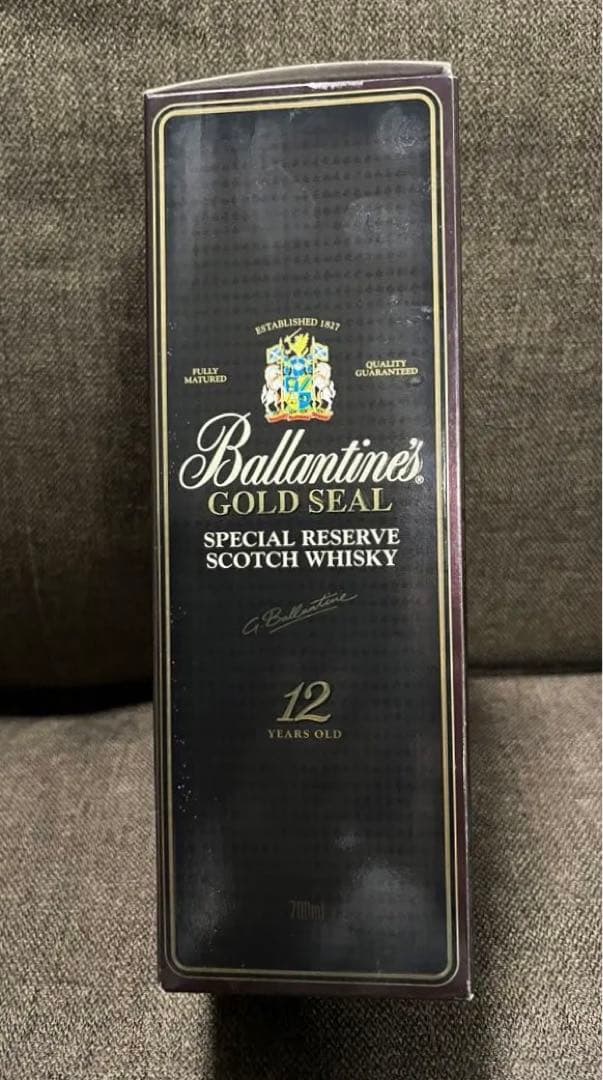 ESTABLISHED 1827
FULLY
MATURED
QUALITY
GUARANTEED
Ballantine's®
GOLD SEAL
SPECIAL RESERVE
SCOTCH WHISKY
G. Ballantine
12
YEARS OLD
700ml